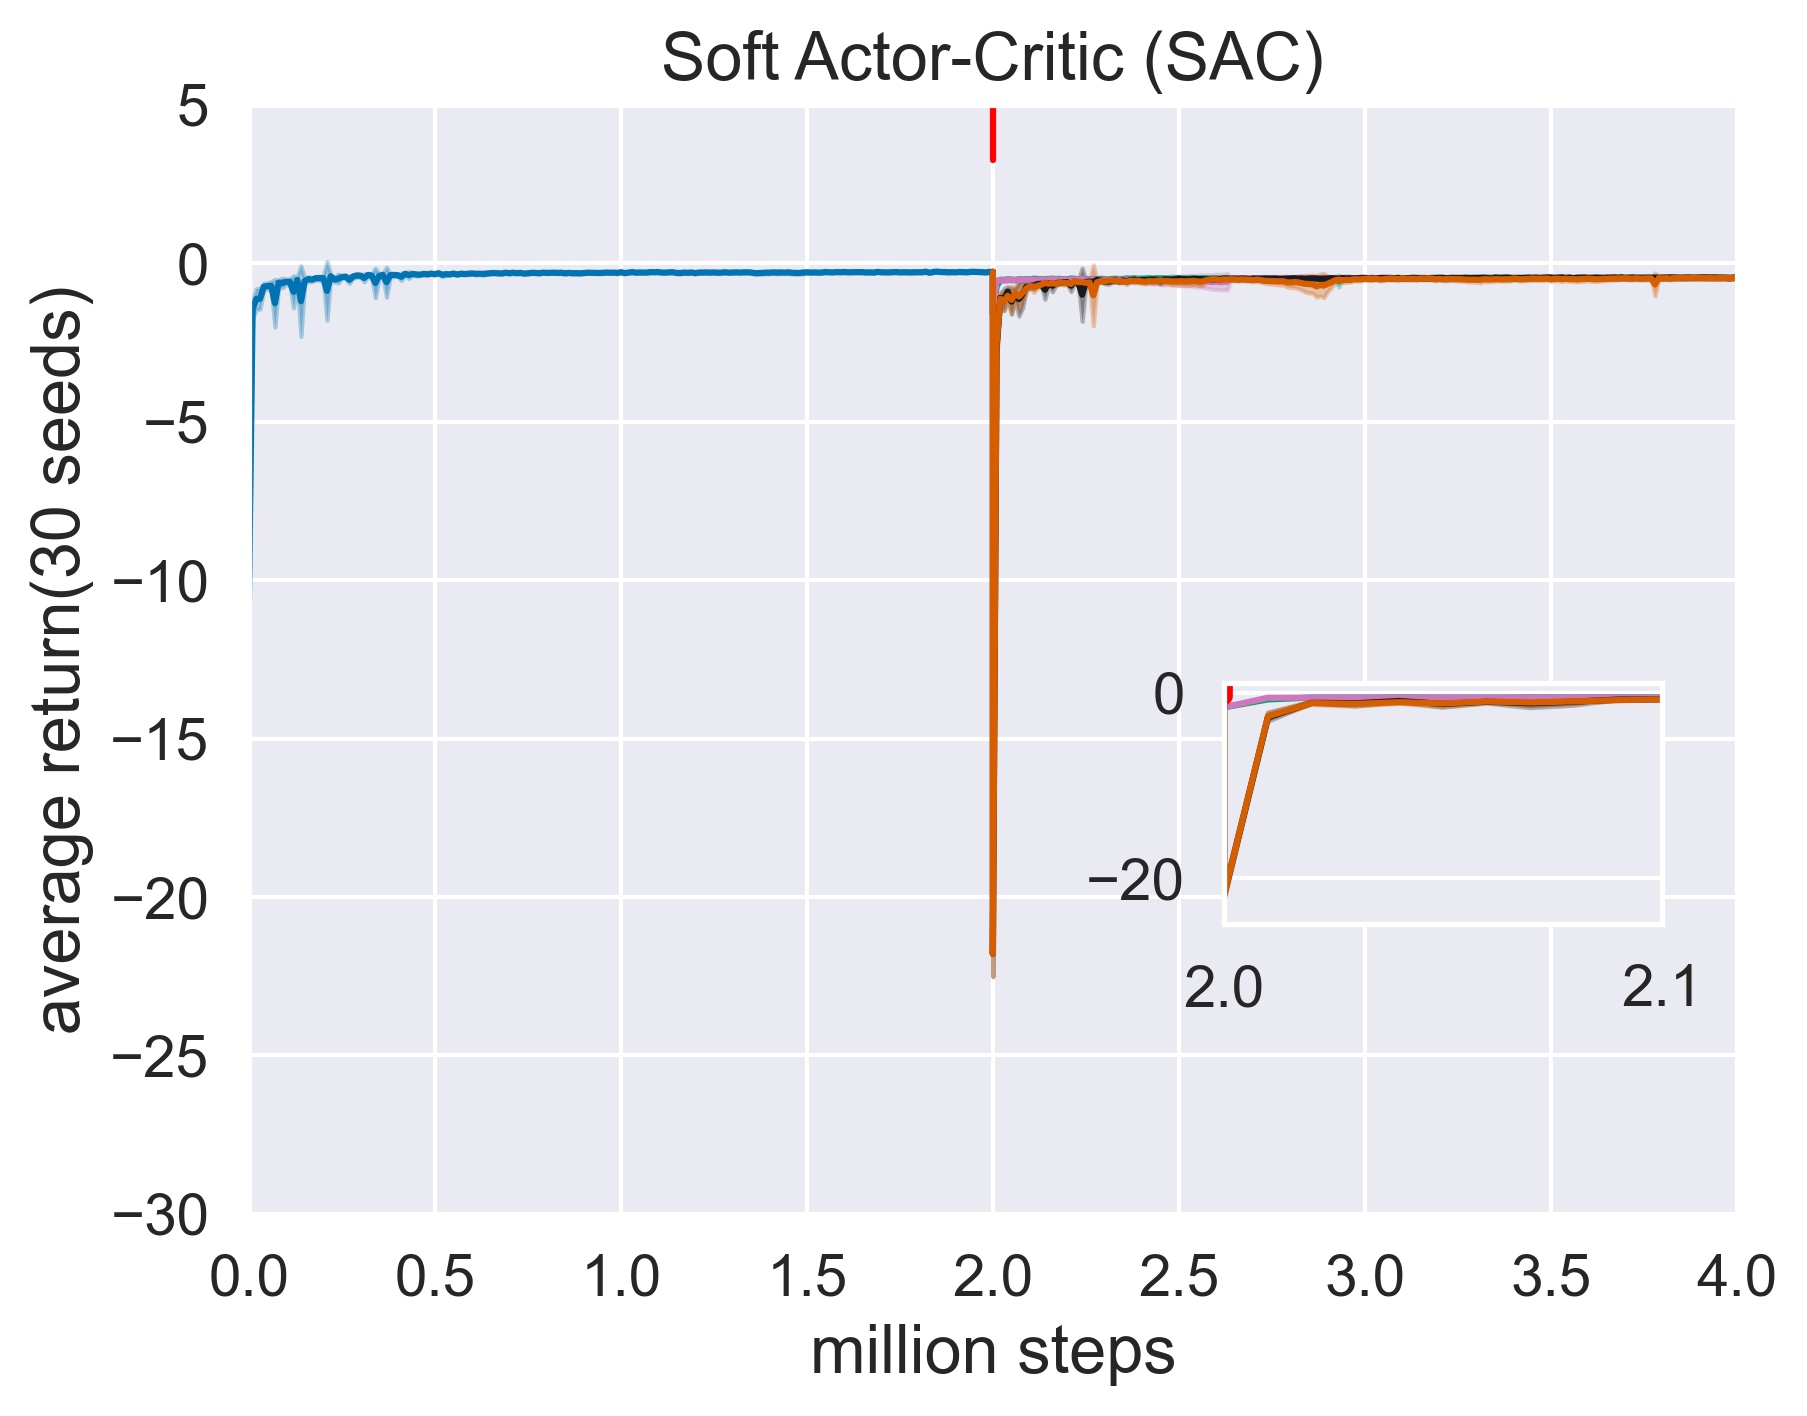 Soft Actor-Critic (SAC)
average return(30 seeds)
5
0
−5
−10
−15
−20
−25
−30
0
−20
2.0 2.1
0.0 0.5 1.0 1.5 2.0 2.5 3.0 3.5 4.0
million steps